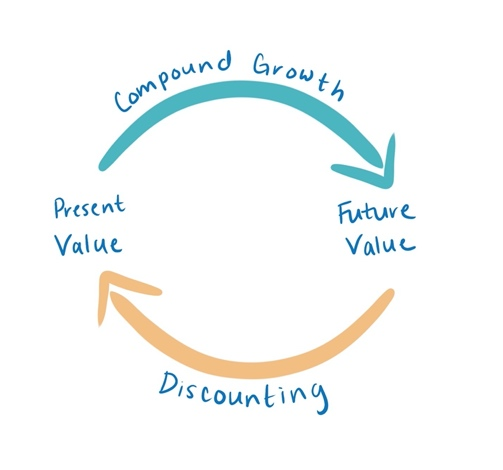 Compound Growth
Present
Value
Future
Value
Discounting